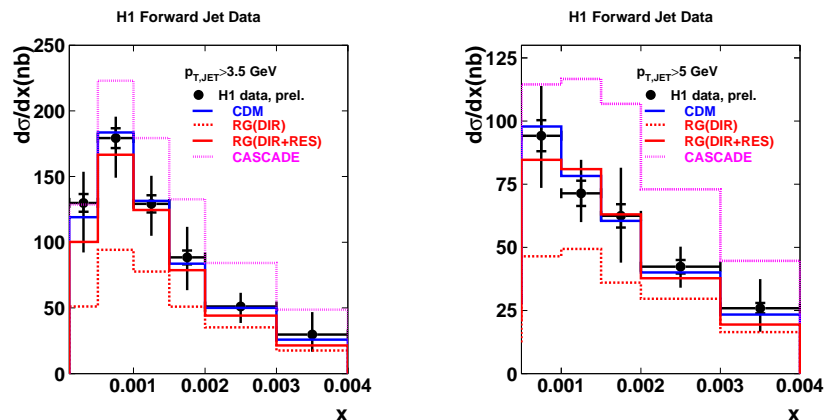 H1 Forward Jet Data
dσ/dx(nb)
250
200
150
100
50
0
p_T,JET>3.5 GeV
H1 data, prel.
CDM
RG(DIR)
RG(DIR+RES)
CASCADE
0.001
0.002
0.003
0.004
x
H1 Forward Jet Data
dσ/dx(nb)
125
100
75
50
25
0
p_T,JET>5 GeV
H1 data, prel.
CDM
RG(DIR)
RG(DIR+RES)
CASCADE
0.001
0.002
0.003
0.004
x